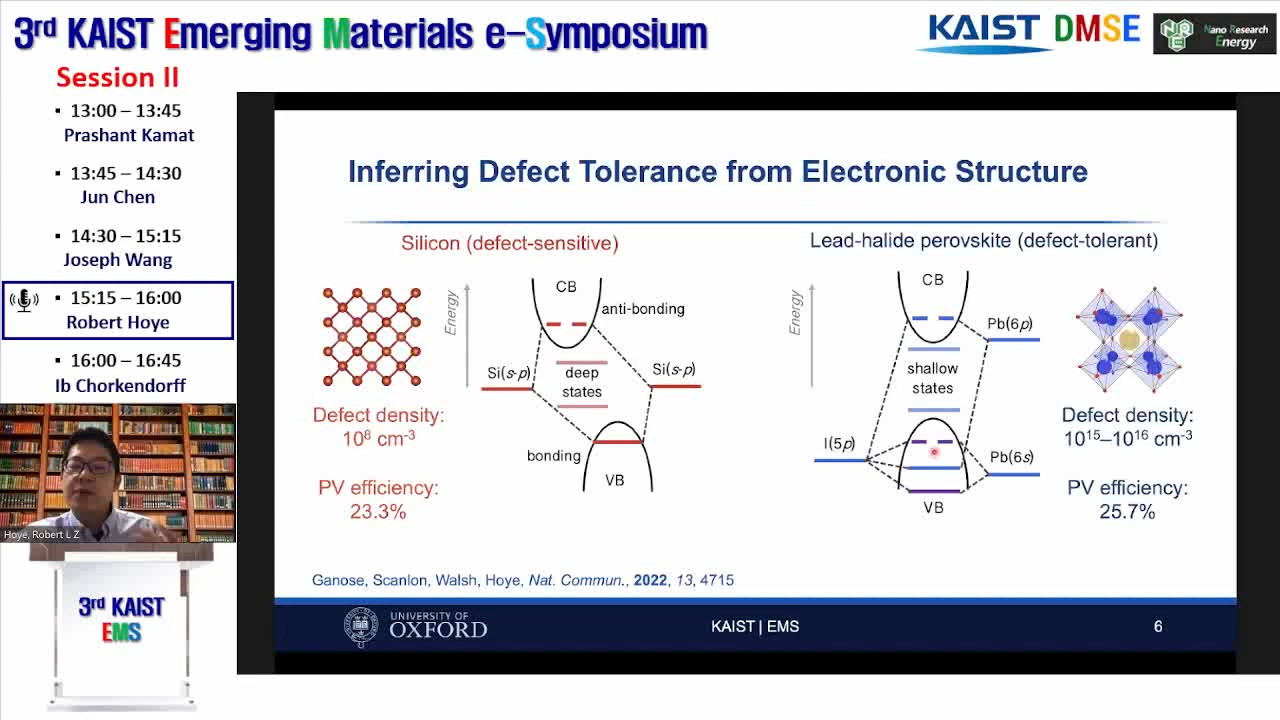 3rd KAIST Emerging Materials e-Symposium
KAIST DMSE
NRE
Nano Research
Energy
Session II
▪ 13:00 – 13:45
Prashant Kamat
▪ 13:45 – 14:30
Jun Chen
▪ 14:30 – 15:15
Joseph Wang
▪ 15:15 – 16:00
Robert Hoye
▪ 16:00 – 16:45
Ib Chorkendorff
Hoye, Robert L Z
3rd KAIST
EMS
Inferring Defect Tolerance from Electronic Structure
Silicon (defect-sensitive)
Energy
CB
anti-bonding
Si(s-p)
deep
states
Si(s-p)
bonding
VB
Defect density:
10⁸ cm⁻³
PV efficiency:
23.3%
Lead-halide perovskite (defect-tolerant)
Energy
CB
Pb(6p)
shallow
states
I(5p)
Pb(6s)
VB
Defect density:
10¹⁵–10¹⁶ cm⁻³
PV efficiency:
25.7%
Ganose, Scanlon, Walsh, Hoye, Nat. Commun., 2022, 13, 4715
UNIVERSITY OF
OXFORD
KAIST | EMS
6